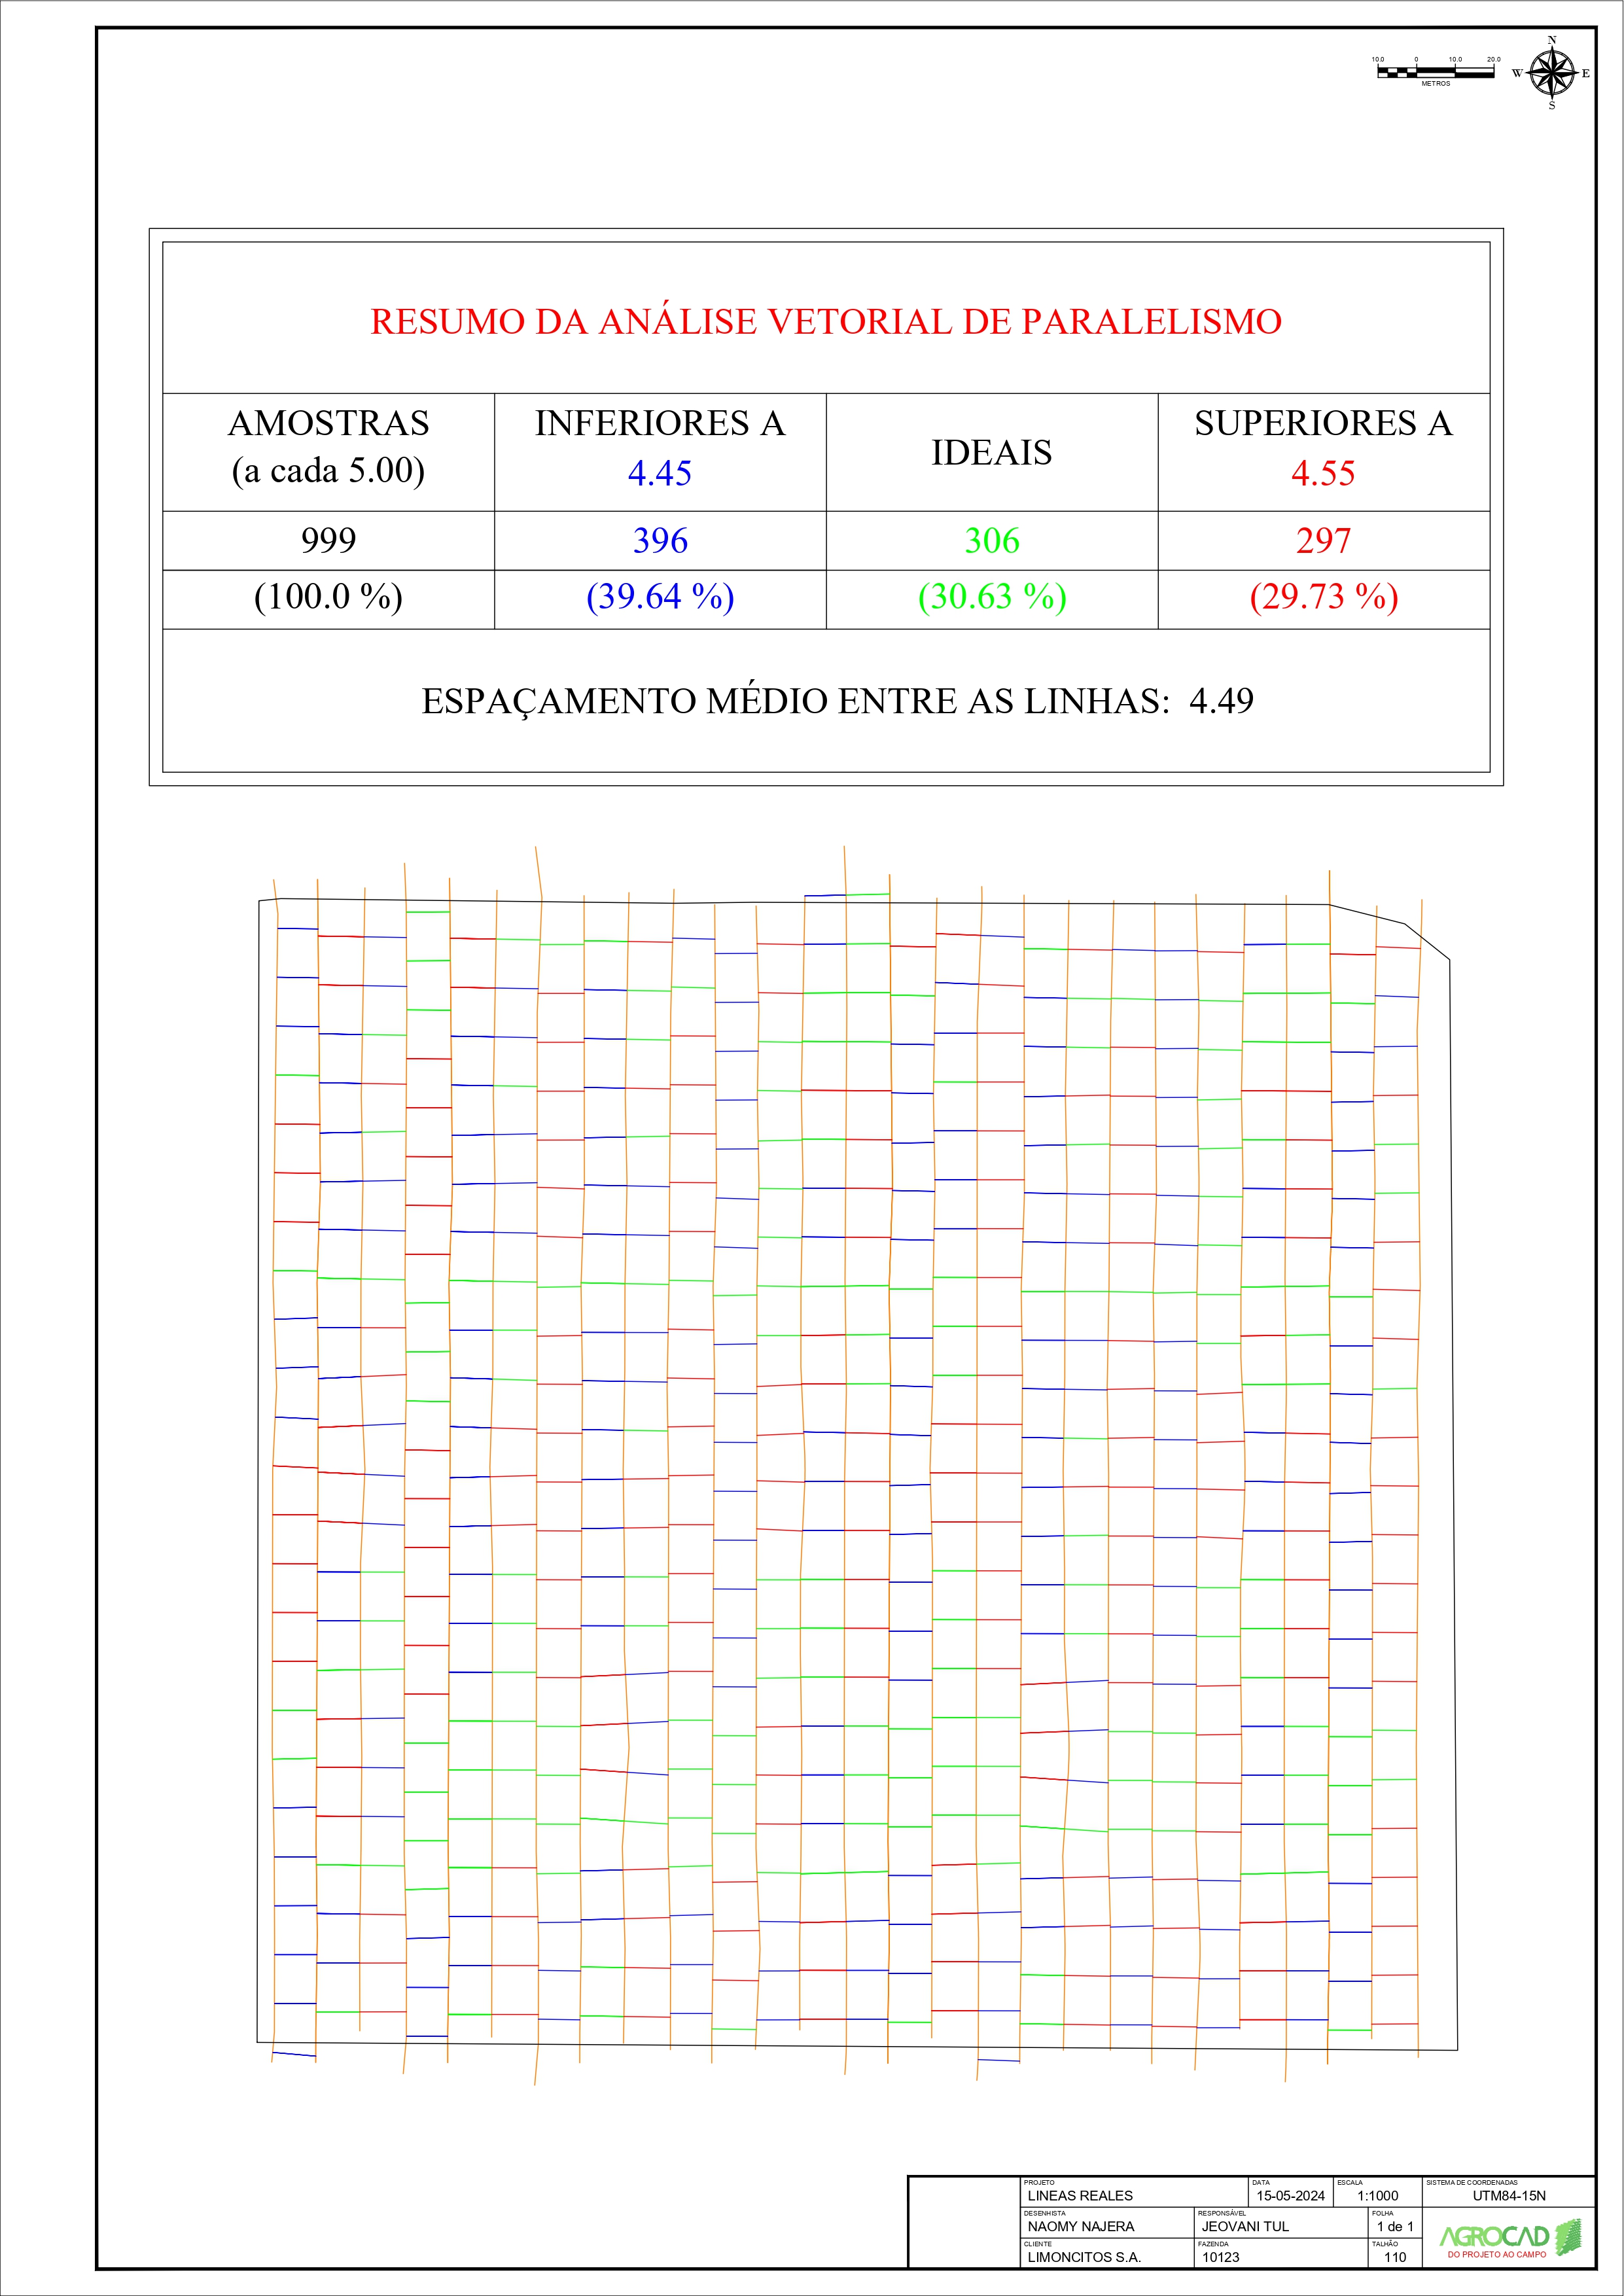 N
10.0 0 10.0 20.0
W E
METROS
S
RESUMO DA ANÁLISE VETORIAL DE PARALELISMO
AMOSTRAS
(a cada 5.00)
INFERIORES A
4.45
IDEAIS
SUPERIORES A
4.55
999 396 306 297
(100.0 %) (39.64 %) (30.63 %) (29.73 %)
ESPAÇAMENTO MÉDIO ENTRE AS LINHAS: 4.49
PROJETO DATA ESCALA SISTEMA DE COORDENADAS
LINEAS REALES 15-05-2024 1:1000 UTM84-15N
DESENHISTA RESPONSÁVEL FOLHA
NAOMY NAJERA JEOVANI TUL 1 de 1
CLIENTE FAZENDA TALHÃO
LIMONCITOS S.A. 10123 110
AGROCAD
DO PROJETO AO CAMPO